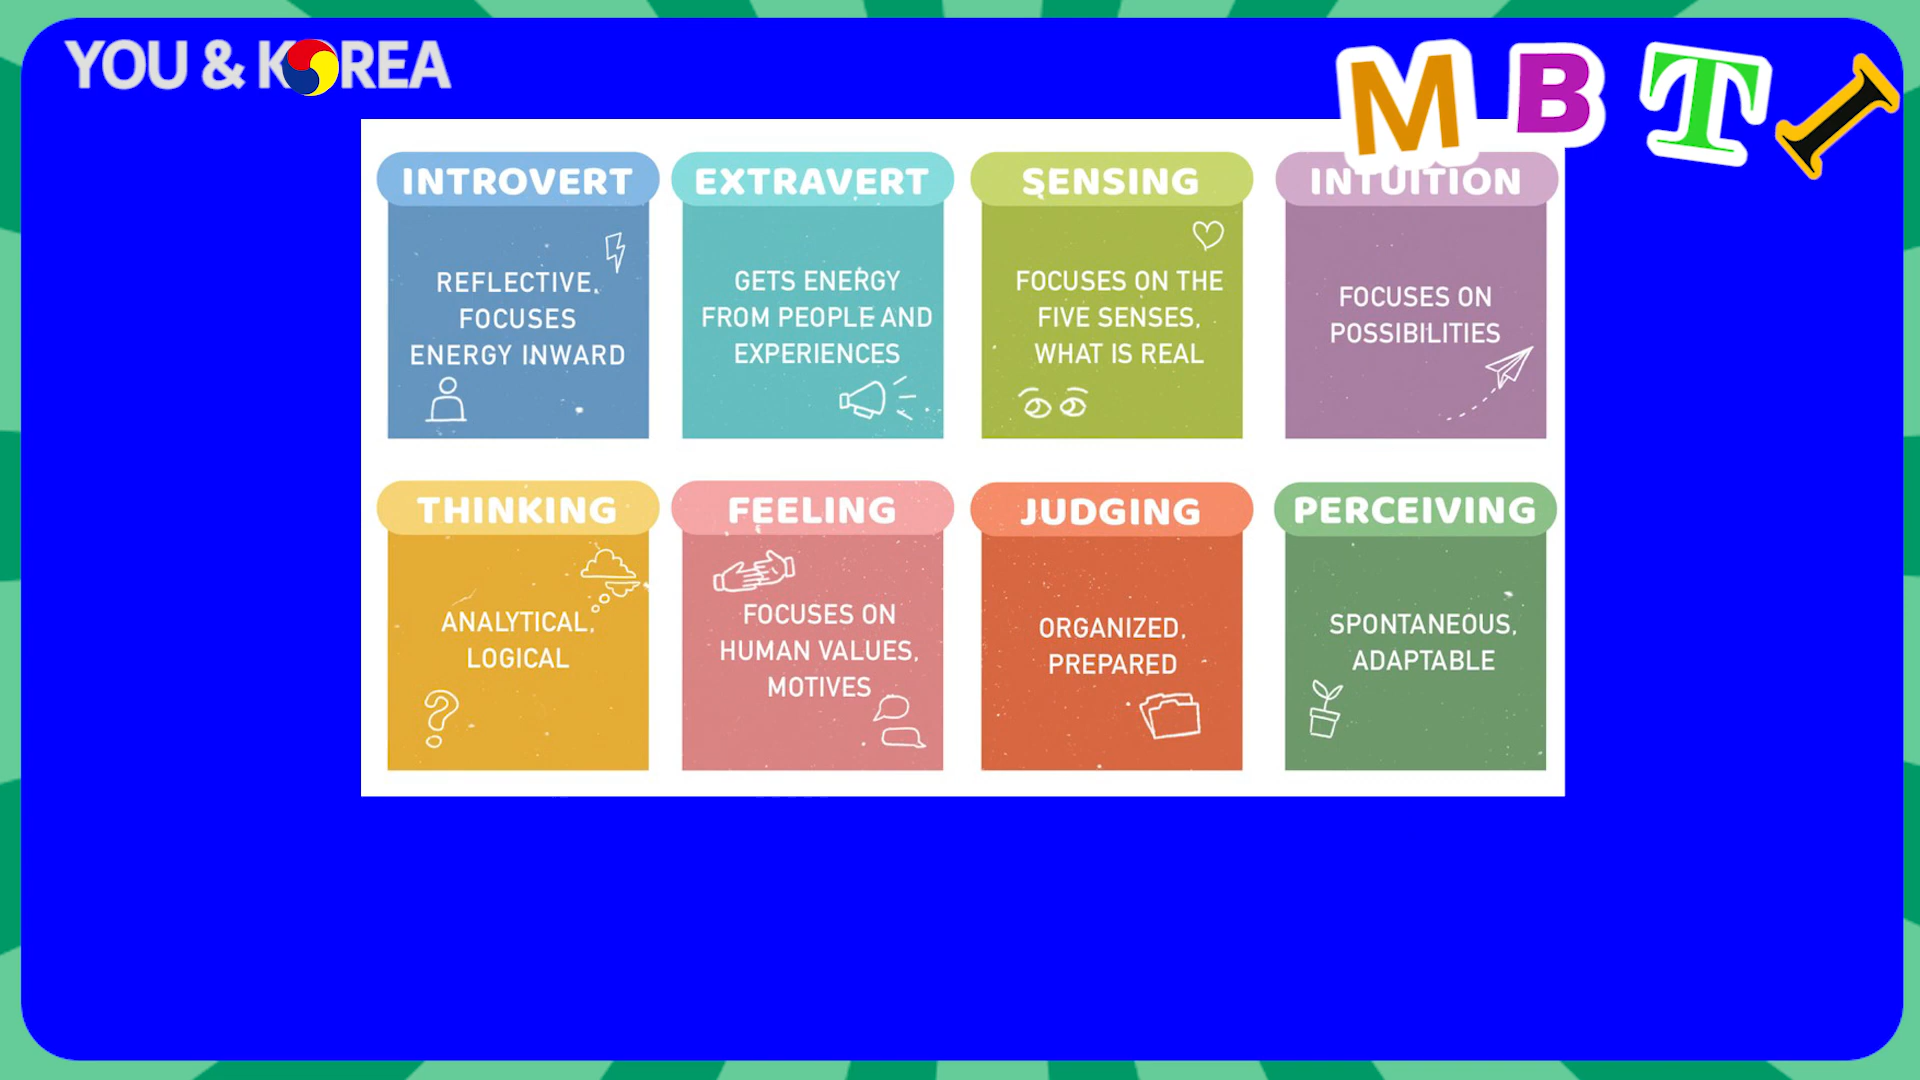 YOU & KOREA
M B T I
INTROVERT
REFLECTIVE,
FOCUSES
ENERGY INWARD
EXTRAVERT
GETS ENERGY
FROM PEOPLE AND
EXPERIENCES
SENSING
FOCUSES ON THE
FIVE SENSES,
WHAT IS REAL
INTUITION
FOCUSES ON
POSSIBILITIES
THINKING
ANALYTICAL,
LOGICAL
FEELING
FOCUSES ON
HUMAN VALUES,
MOTIVES
JUDGING
ORGANIZED,
PREPARED
PERCEIVING
SPONTANEOUS,
ADAPTABLE